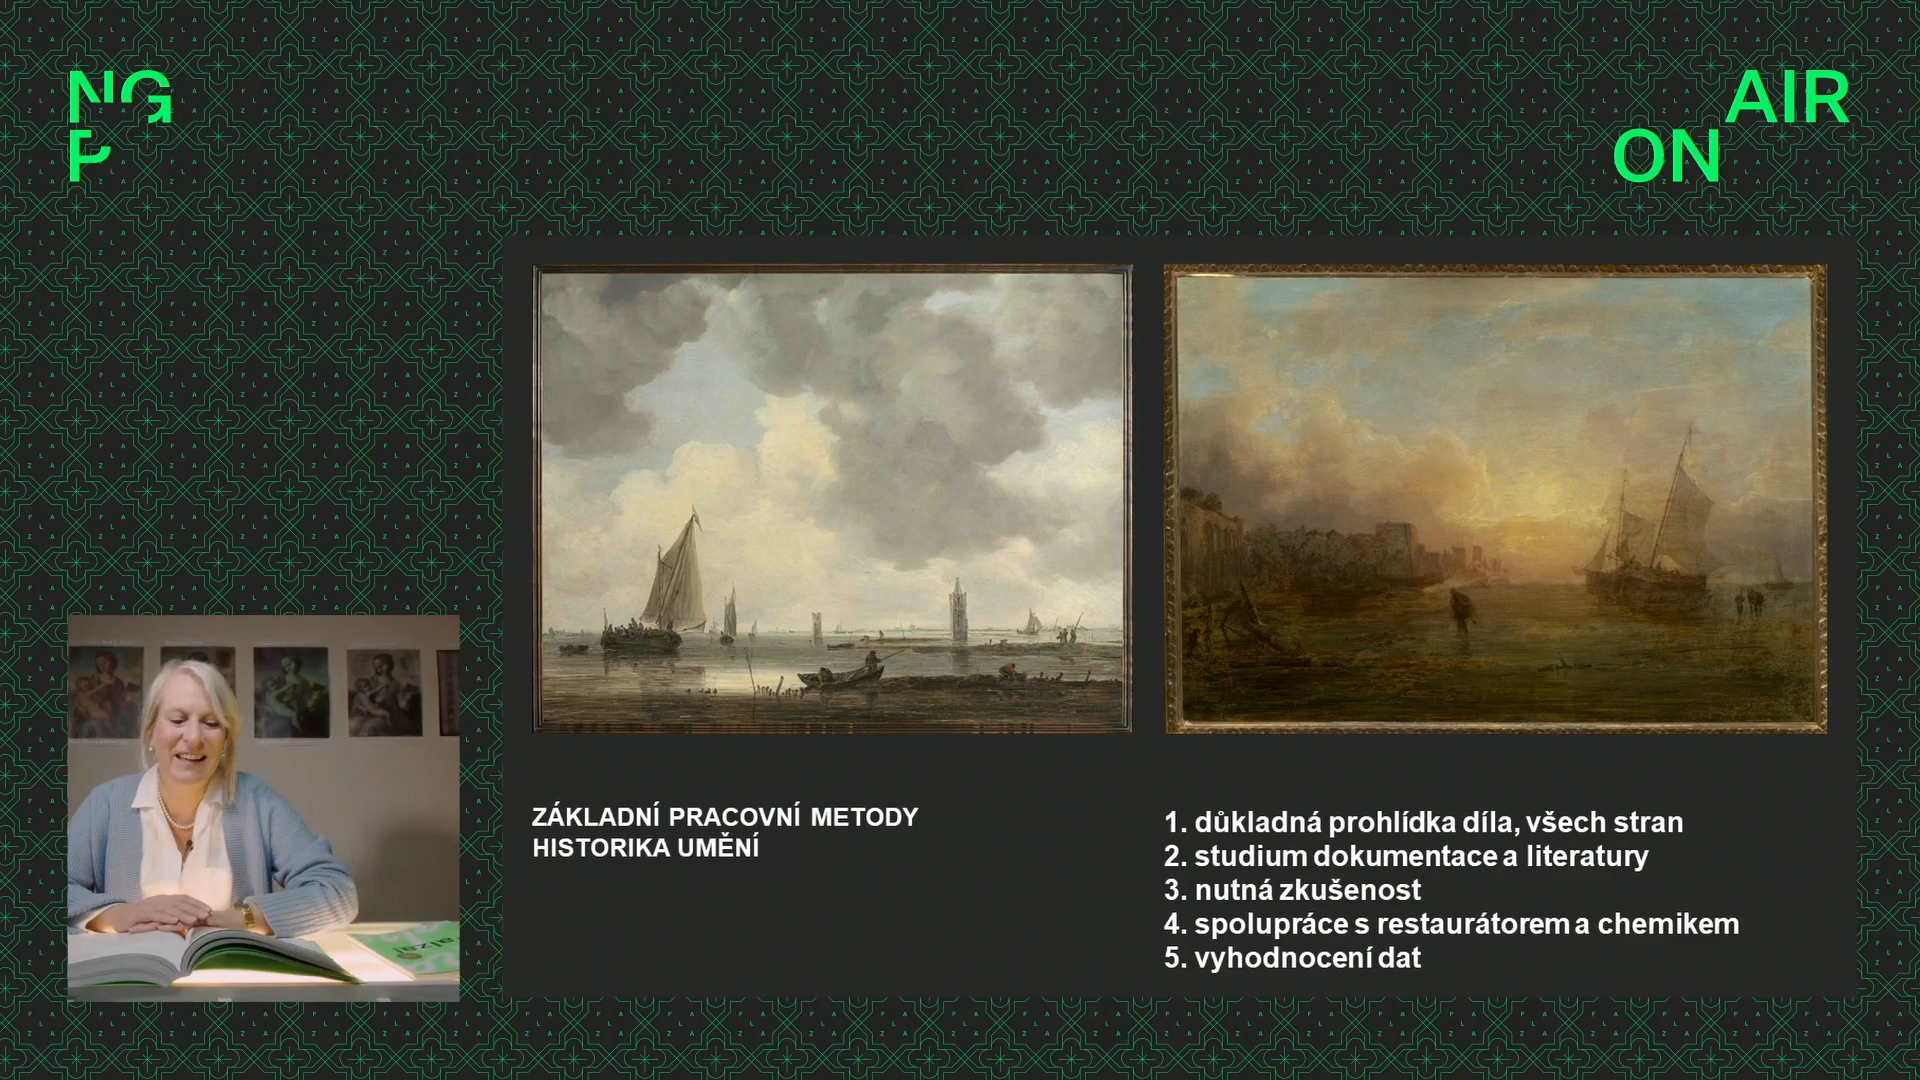 NG
P
AIR
ON
ZÁKLADNÍ PRACOVNÍ METODY
HISTORIKA UMĚNÍ
1. důkladná prohlídka díla, všech stran
2. studium dokumentace a literatury
3. nutná zkušenost
4. spolupráce s restaurátorem a chemikem
5. vyhodnocení dat